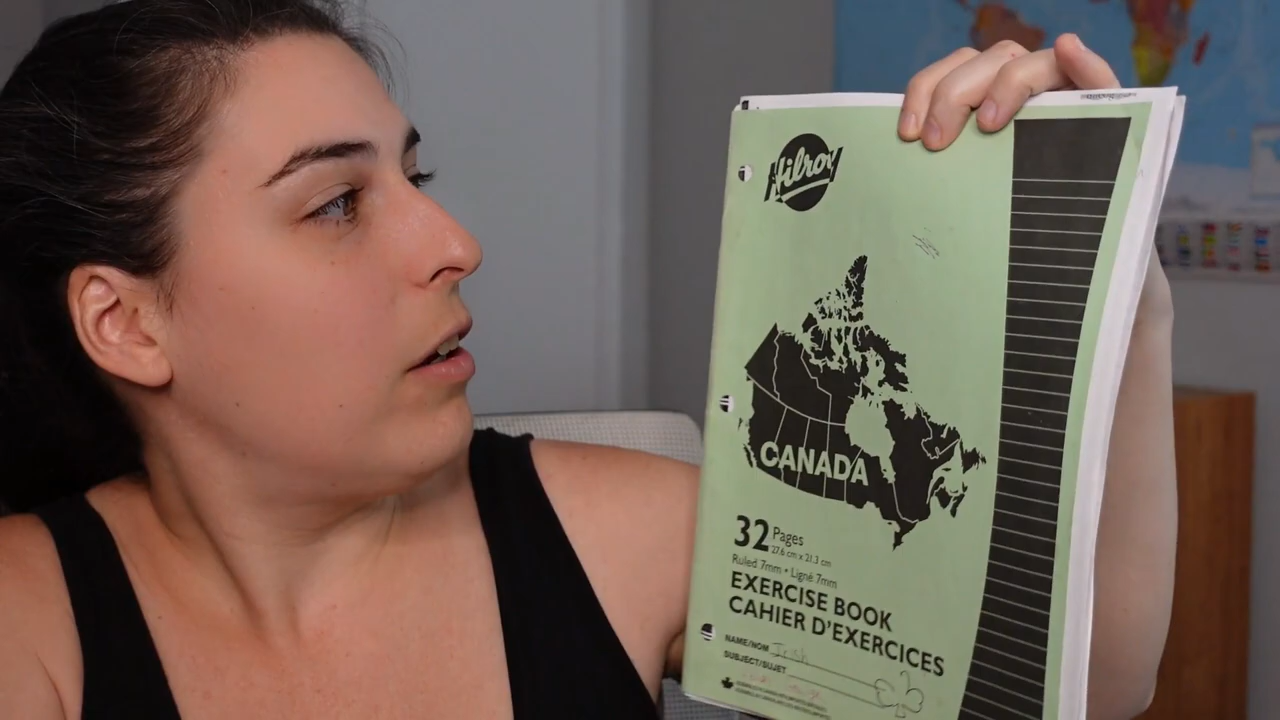 Hilroy
CANADA
32 Pages
27.6 cm x 21.3 cm
Ruled 7mm • Ligné 7mm
EXERCISE BOOK
CAHIER D'EXERCICES
NAME/NOM Irish
SUBJECT/SUJET